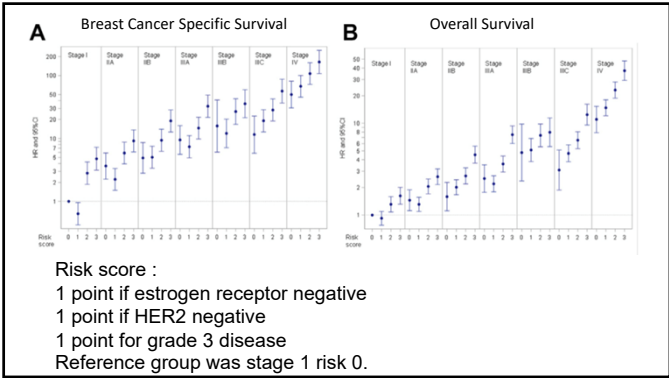 Breast Cancer Specific Survival
Overall Survival
A
B
Stage I
Stage IIA
Stage IIB
Stage IIIA
Stage IIIB
Stage IIIC
Stage IV
200
100
50
40
30
20
10
7
5
3
2
1
HR and 95%CI
Risk score
0 1 2 3 0 1 2 3 0 1 2 3 0 1 2 3 0 1 2 3 0 1 2 3 0 1 2 3
Stage I
Stage IIA
Stage IIB
Stage IIIA
Stage IIIB
Stage IIIC
Stage IV
50
40
30
20
10
8
6
5
4
3
2
1
HR and 95%CI
Risk score
0 1 2 3 0 1 2 3 0 1 2 3 0 1 2 3 0 1 2 3 0 1 2 3 0 1 2 3
Risk score :
1 point if estrogen receptor negative
1 point if HER2 negative
1 point for grade 3 disease
Reference group was stage 1 risk 0.